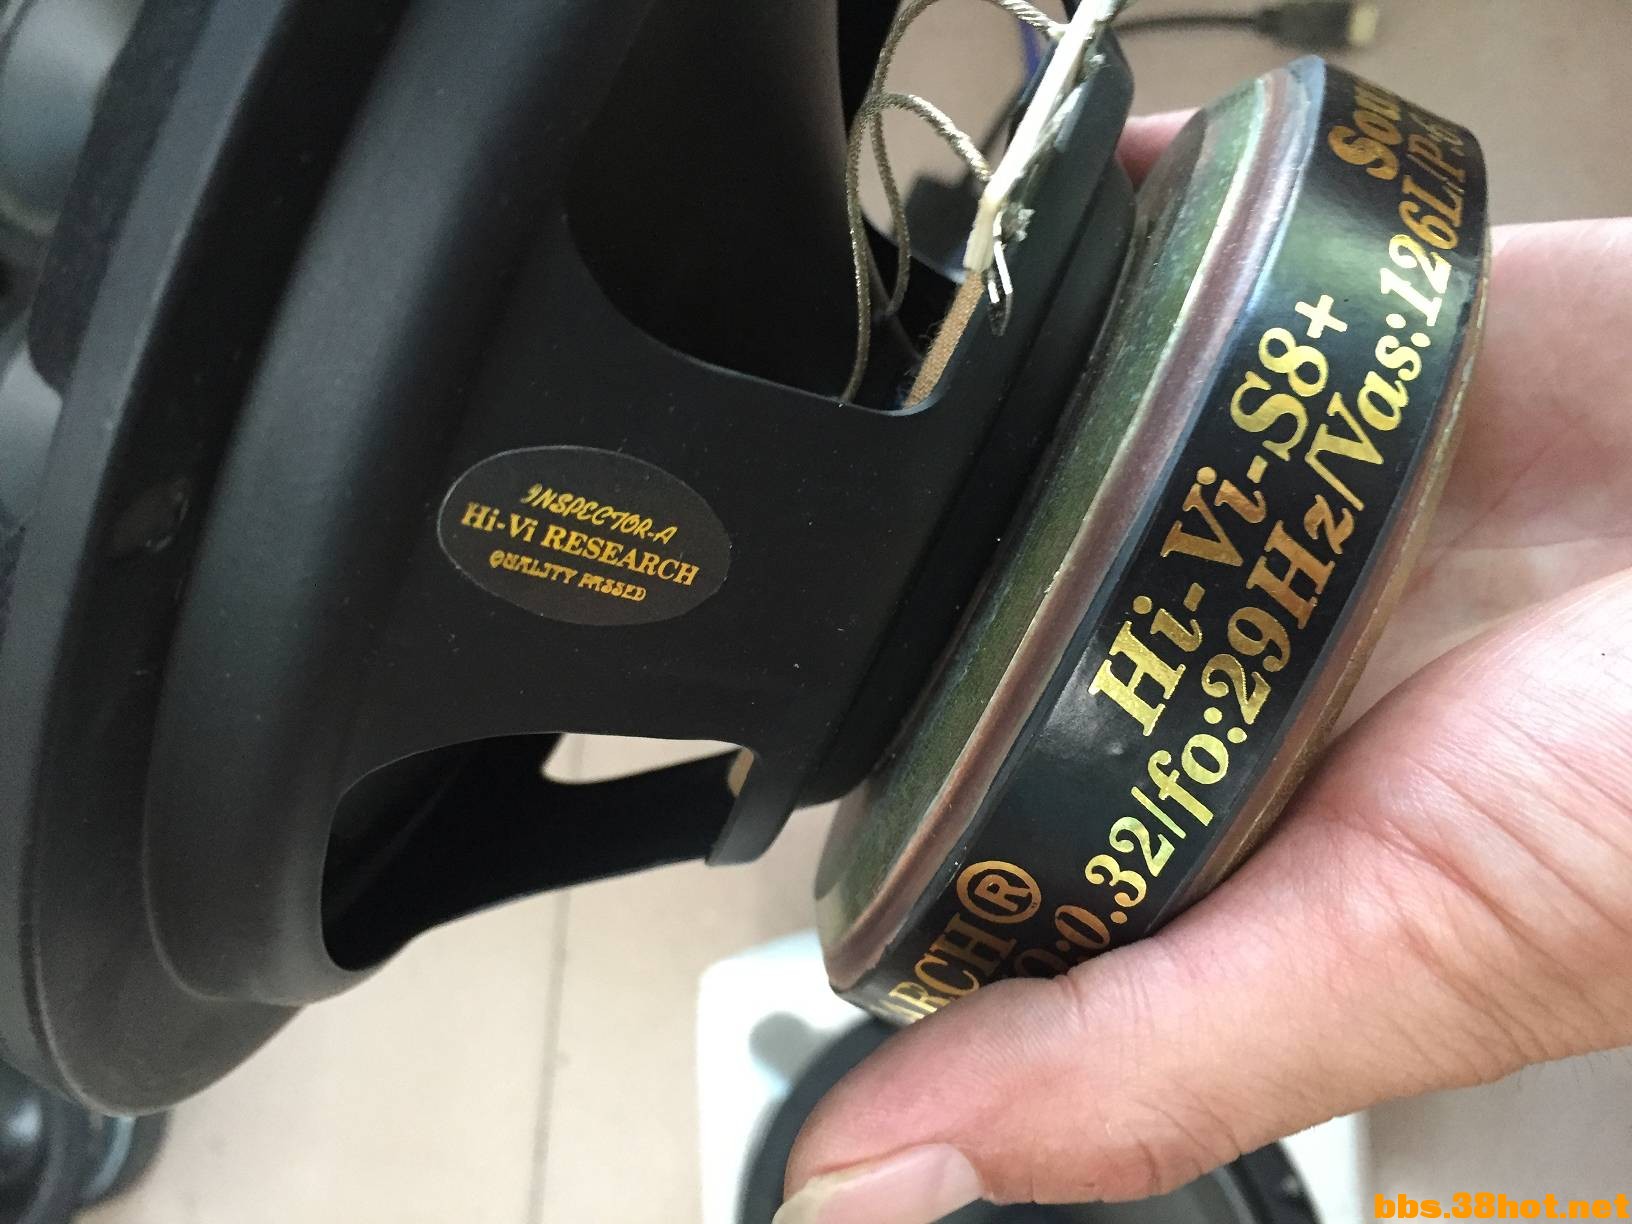 INSPECTOR-A
Hi-Vi RESEARCH
QUALITY PASSED
ARCH® Hi-Vi-S8+ Sou
O:0.32/fo:29Hz/Vas:126L/P-
bbs.38hot.net